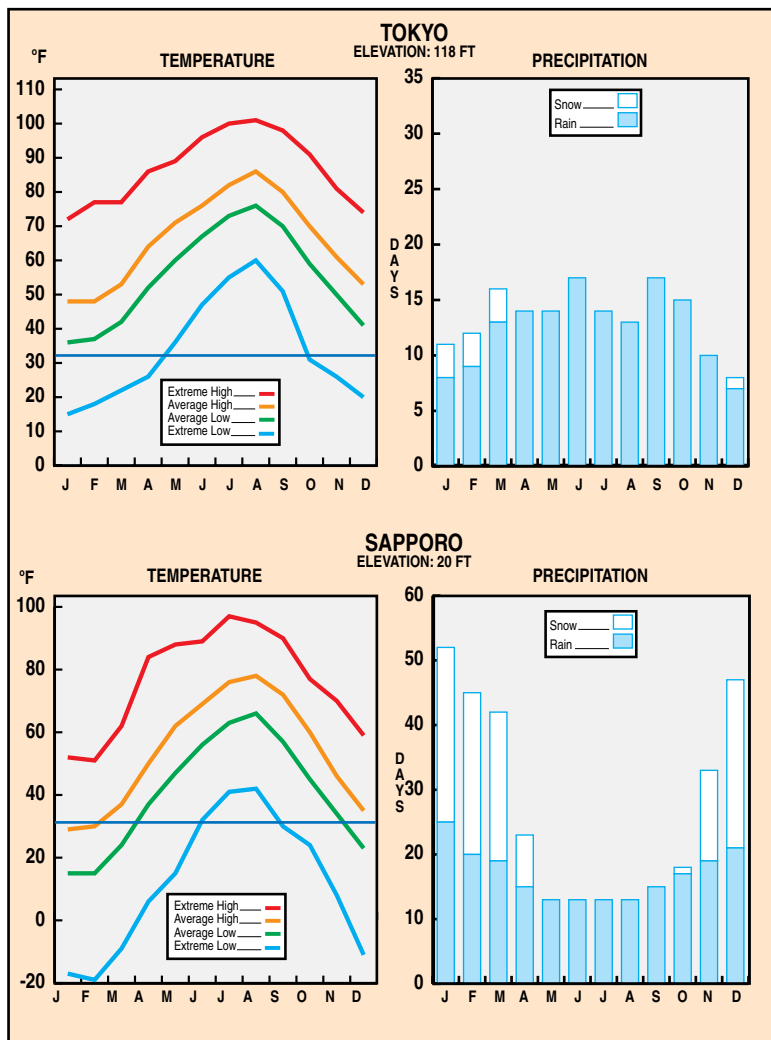 TOKYO
ELEVATION: 118 FT
°F
TEMPERATURE
PRECIPITATION
110
100
90
80
70
60
50
40
30
20
10
0
Extreme High
Average High
Average Low
Extreme Low
J F M A M J J A S O N D
35
30
25
20
15
10
5
0
DAYS
Snow
Rain
J F M A M J J A S O N D
SAPPORO
ELEVATION: 20 FT
°F
TEMPERATURE
PRECIPITATION
100
80
60
40
20
-0
-20
Extreme High
Average High
Average Low
Extreme Low
J F M A M J J A S O N D
60
50
40
30
20
10
0
DAYS
Snow
Rain
J F M A M J J A S O N D